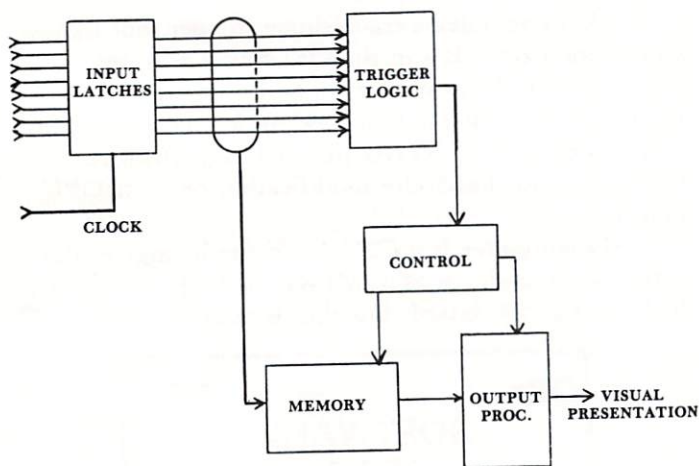 INPUT
LATCHES
TRIGGER
LOGIC
CLOCK
CONTROL
MEMORY
OUTPUT
PROC.
VISUAL
PRESENTATION